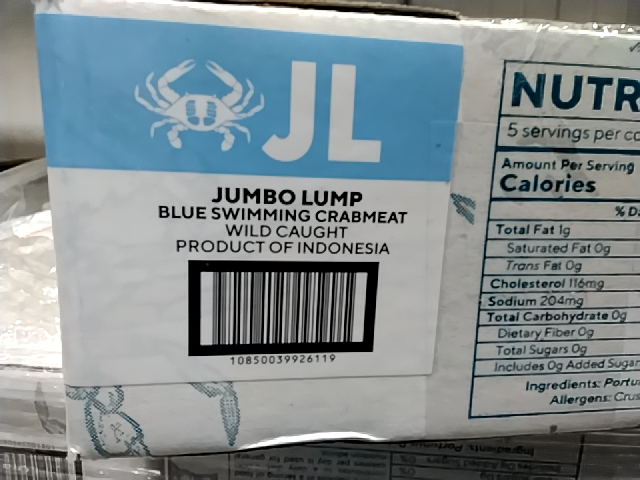 JL
JUMBO LUMP
BLUE SWIMMING CRABMEAT
WILD CAUGHT
PRODUCT OF INDONESIA
10850039926119
NUTR
5 servings per co
Amount Per Serving
Calories
% D
Total Fat 1g
Saturated Fat 0g
Trans Fat 0g
Cholesterol 116mg
Sodium 204mg
Total Carbohydrate 0g
Dietary Fiber 0g
Total Sugars 0g
Includes 0g Added Sugar
Ingredients: Portu
Allergens: Crus